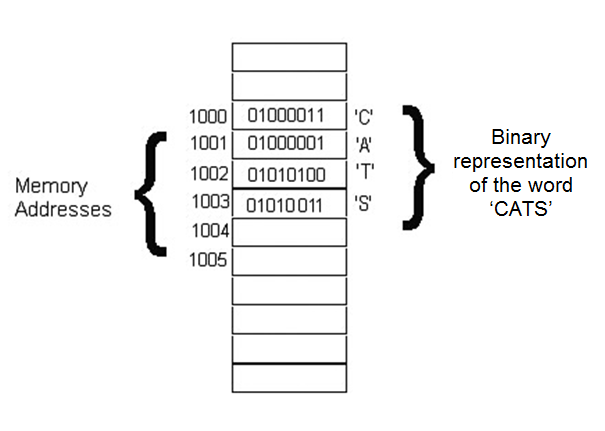 1000 01000011 'C'
1001 01000001 'A'
1002 01010100 'T'
1003 01010011 'S'
1004
1005
Memory
Addresses
Binary
representation
of the word
‘CATS’